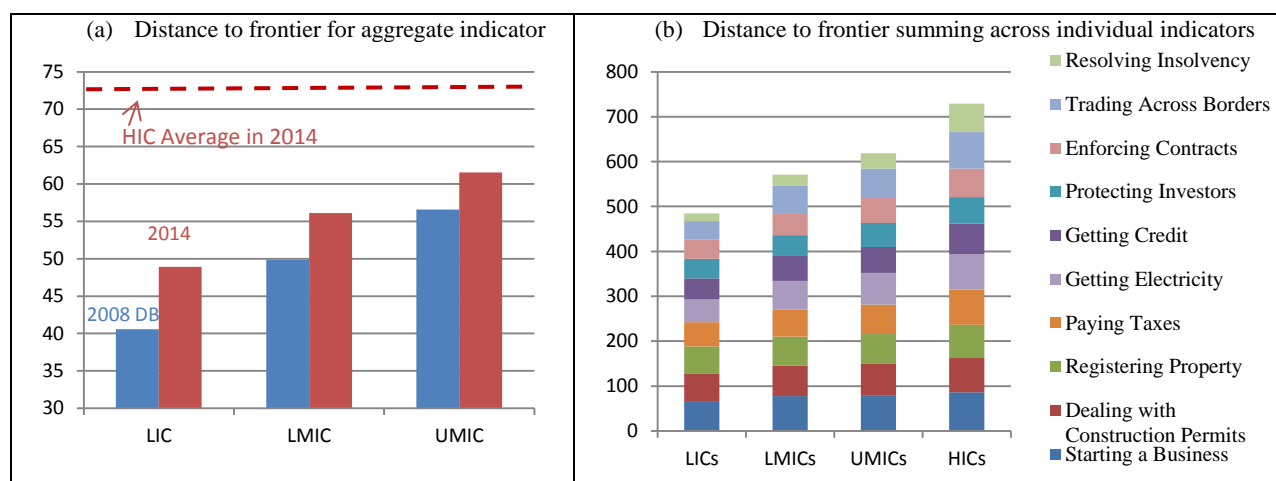 (a) Distance to frontier for aggregate indicator
75
70
65
60
55
50
45
40
35
30
HIC Average in 2014
2014
2008 DB
LIC LMIC UMIC
(b) Distance to frontier summing across individual indicators
800
700
600
500
400
300
200
100
0
LICs LMICs UMICs HICs
Resolving Insolvency
Trading Across Borders
Enforcing Contracts
Protecting Investors
Getting Credit
Getting Electricity
Paying Taxes
Registering Property
Dealing with
Construction Permits
Starting a Business